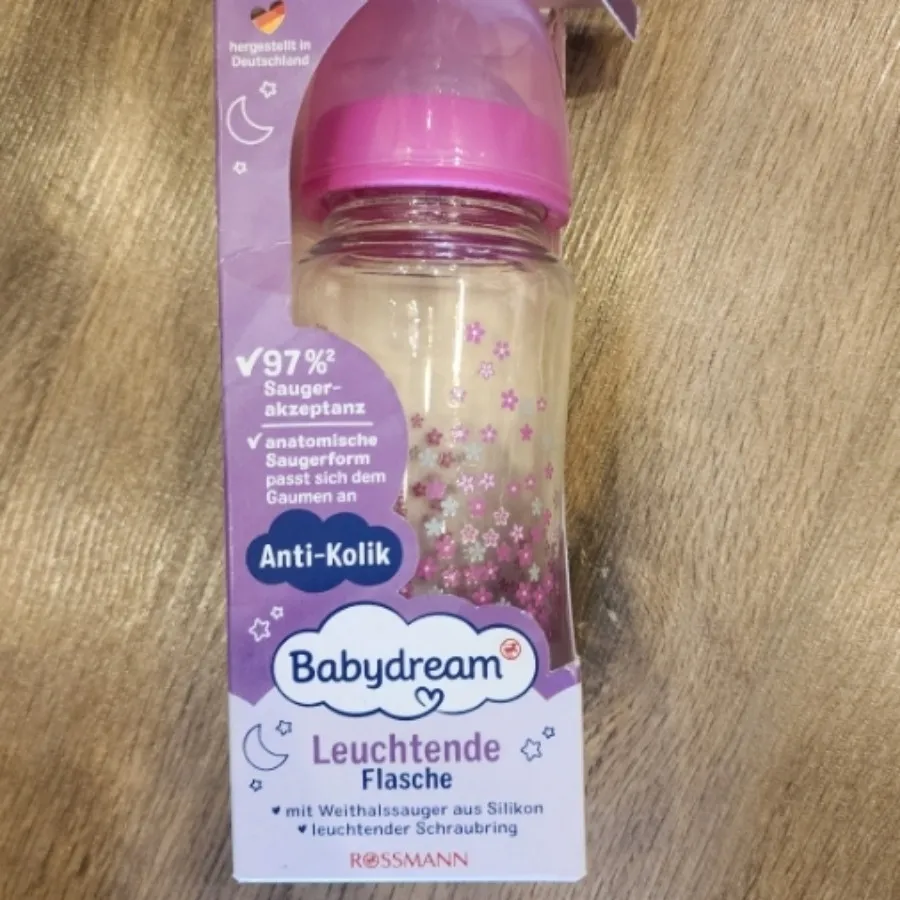 hergestellt in
Deutschland
✓97%²
Sauger-
akzeptanz
✓ anatomische
Saugerform
passt sich dem
Gaumen an
Anti-Kolik
Babydream
Leuchtende
Flasche
♥ mit Weithalssauger aus Silikon
♥ leuchtender Schraubring
ROSSMANN